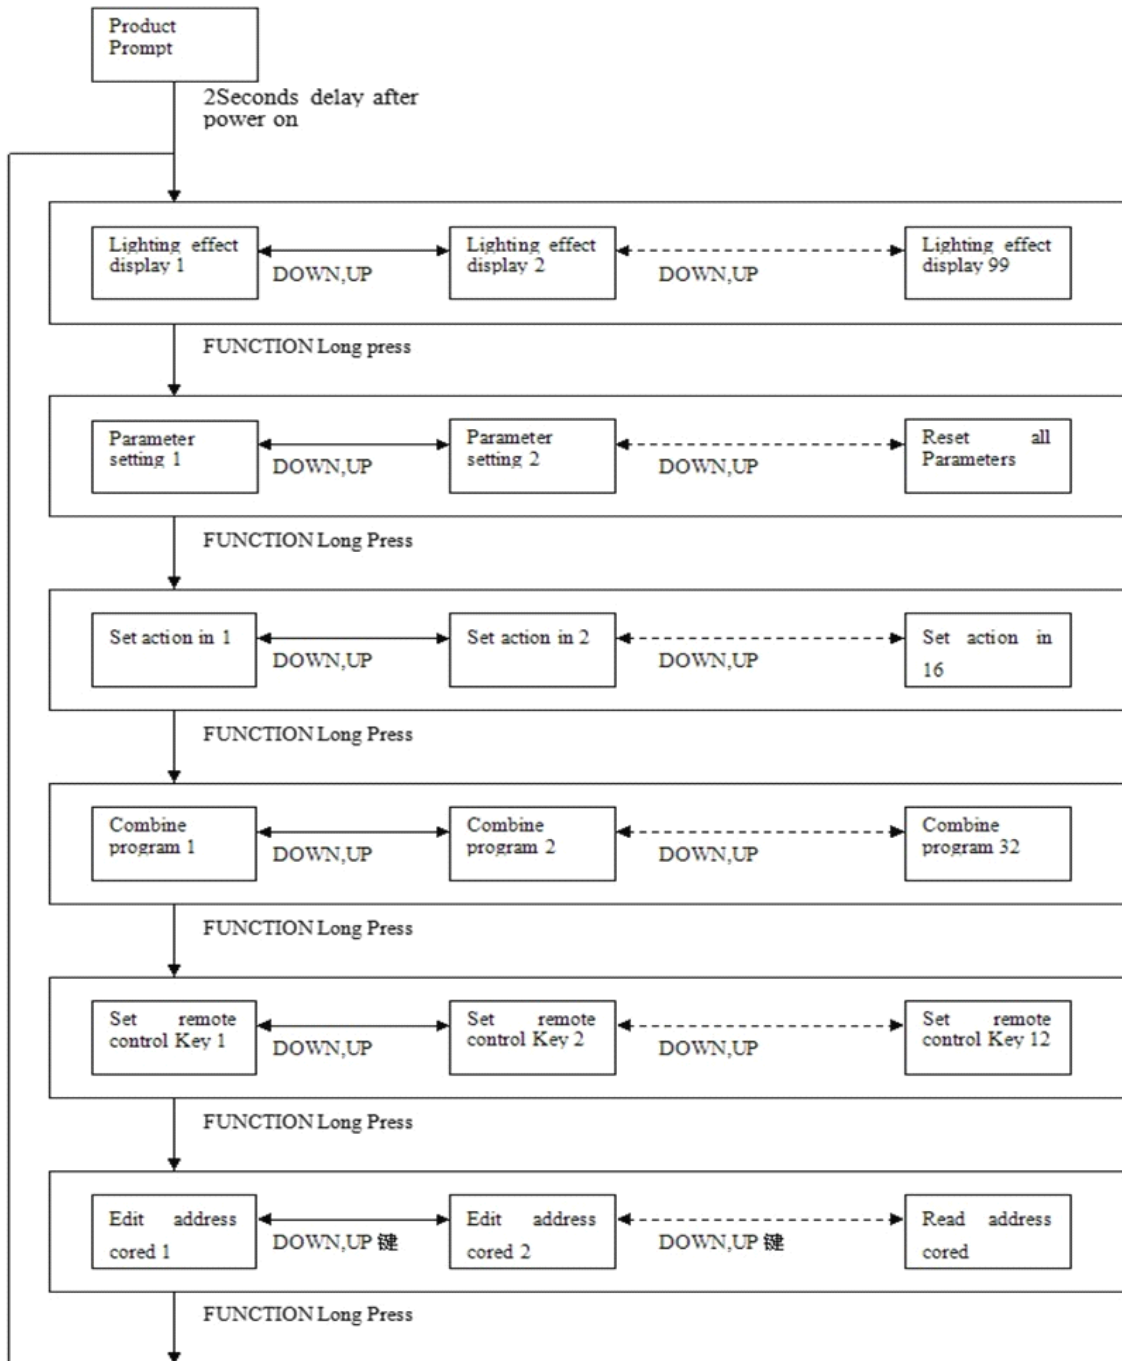 Product
Prompt
2Seconds delay after
power on
Lighting effect
display 1
DOWN,UP
Lighting effect
display 2
DOWN,UP
Lighting effect
display 99
FUNCTION Long press
Parameter
setting 1
DOWN,UP
Parameter
setting 2
DOWN,UP
Reset all
Parameters
FUNCTION Long Press
Set action in 1
DOWN,UP
Set action in 2
DOWN,UP
Set action in
16
FUNCTION Long Press
Combine
program 1
DOWN,UP
Combine
program 2
DOWN,UP
Combine
program 32
FUNCTION Long Press
Set remote
control Key 1
DOWN,UP
Set remote
control Key 2
DOWN,UP
Set remote
control Key 12
FUNCTION Long Press
Edit address
cored 1
DOWN,UP 键
Edit address
cored 2
DOWN,UP 键
Read address
cored
FUNCTION Long Press